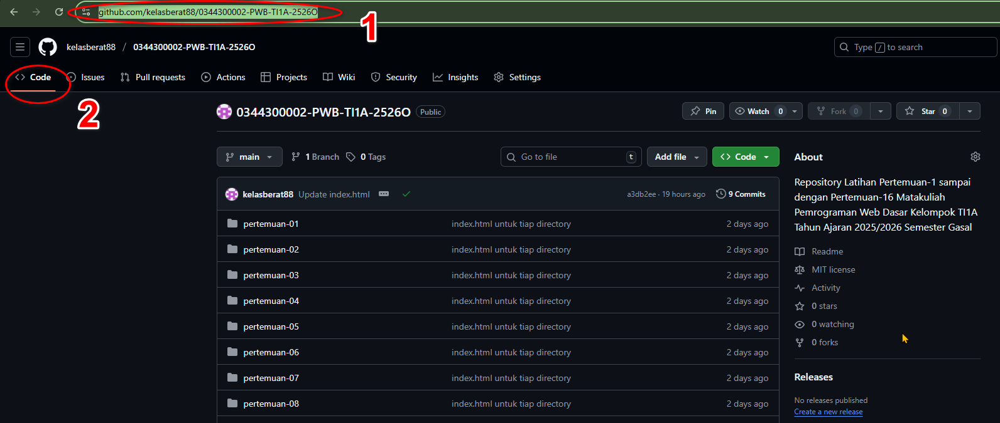 github.com/kelasberat88/0344300002-PWB-TI1A-2526O
1
kelasberat88 / 0344300002-PWB-TI1A-2526O
Type / to search
Code Issues Pull requests Actions Projects Wiki Security Insights Settings
2
0344300002-PWB-TI1A-2526O Public
Pin Watch 0 Fork 0 Star 0
main 1 Branch 0 Tags Go to file t Add file Code
kelasberat88 Update index.html a3db2ee · 19 hours ago 9 Commits
pertemuan-01 index.html untuk tiap directory 2 days ago
pertemuan-02 index.html untuk tiap directory 2 days ago
pertemuan-03 index.html untuk tiap directory 2 days ago
pertemuan-04 index.html untuk tiap directory 2 days ago
pertemuan-05 index.html untuk tiap directory 2 days ago
pertemuan-06 index.html untuk tiap directory 2 days ago
pertemuan-07 index.html untuk tiap directory 2 days ago
pertemuan-08 index.html untuk tiap directory 2 days ago
About
Repository Latihan Pertemuan-1 sampai
dengan Pertemuan-16 Matakuliah
Pemrograman Web Dasar Kelompok TI1A
Tahun Ajaran 2025/2026 Semester Gasal
Readme
MIT license
Activity
0 stars
0 watching
0 forks
Releases
No releases published
Create a new release